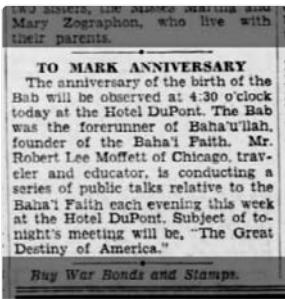 two sisters, the Misses Martha and
Mary Zographon, who live with
their parents.
TO MARK ANNIVERSARY
The anniversary of the birth of the
Bab will be observed at 4:30 o'clock
today at the Hotel DuPont. The Bab
was the forerunner of Baha'u'llah,
founder of the Baha'i Faith. Mr.
Robert Lee Moffett of Chicago, trav-
eler and educator, is conducting a
series of public talks relative to the
Baha'i Faith each evening this week
at the Hotel DuPont. Subject of to-
night's meeting will be, "The Great
Destiny of America."
Buy War Bonds and Stamps.